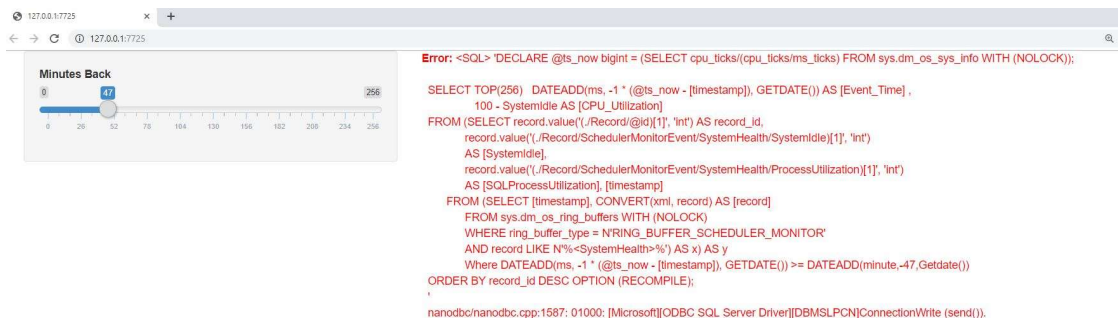 127.0.0.1:7725
127.0.0.1:7725
Minutes Back
0 47 256
0 26 52 78 104 130 156 182 208 234 256
Error: <SQL> 'DECLARE @ts_now bigint = (SELECT cpu_ticks/(cpu_ticks/ms_ticks) FROM sys.dm_os_sys_info WITH (NOLOCK));
SELECT TOP(256) DATEADD(ms, -1 * (@ts_now - [timestamp]), GETDATE()) AS [Event_Time] ,
100 - SystemIdle AS [CPU_Utilization]
FROM (SELECT record.value('(./Record/@id)[1]', 'int') AS record_id,
record.value('(./Record/SchedulerMonitorEvent/SystemHealth/SystemIdle)[1]', 'int')
AS [SystemIdle],
record.value('(./Record/SchedulerMonitorEvent/SystemHealth/ProcessUtilization)[1]', 'int')
AS [SQLProcessUtilization], [timestamp]
FROM (SELECT [timestamp], CONVERT(xml, record) AS [record]
FROM sys.dm_os_ring_buffers WITH (NOLOCK)
WHERE ring_buffer_type = N'RING_BUFFER_SCHEDULER_MONITOR'
AND record LIKE N'%<SystemHealth>%') AS x) AS y
Where DATEADD(ms, -1 * (@ts_now - [timestamp]), GETDATE()) >= DATEADD(minute,-47,Getdate())
ORDER BY record_id DESC OPTION (RECOMPILE);
'
nanodbc/nanodbc.cpp:1587: 01000: [Microsoft][ODBC SQL Server Driver][DBMSLPCN]ConnectionWrite (send()).